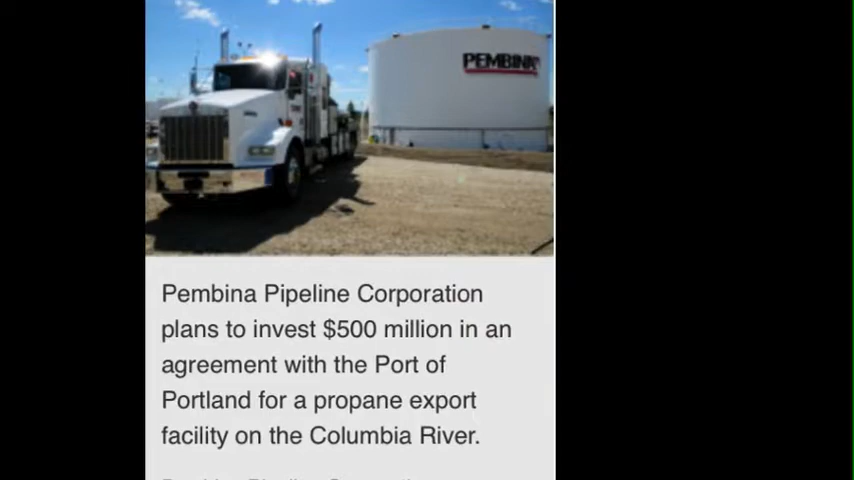 PEMBINA
Pembina Pipeline Corporation
plans to invest $500 million in an
agreement with the Port of
Portland for a propane export
facility on the Columbia River.